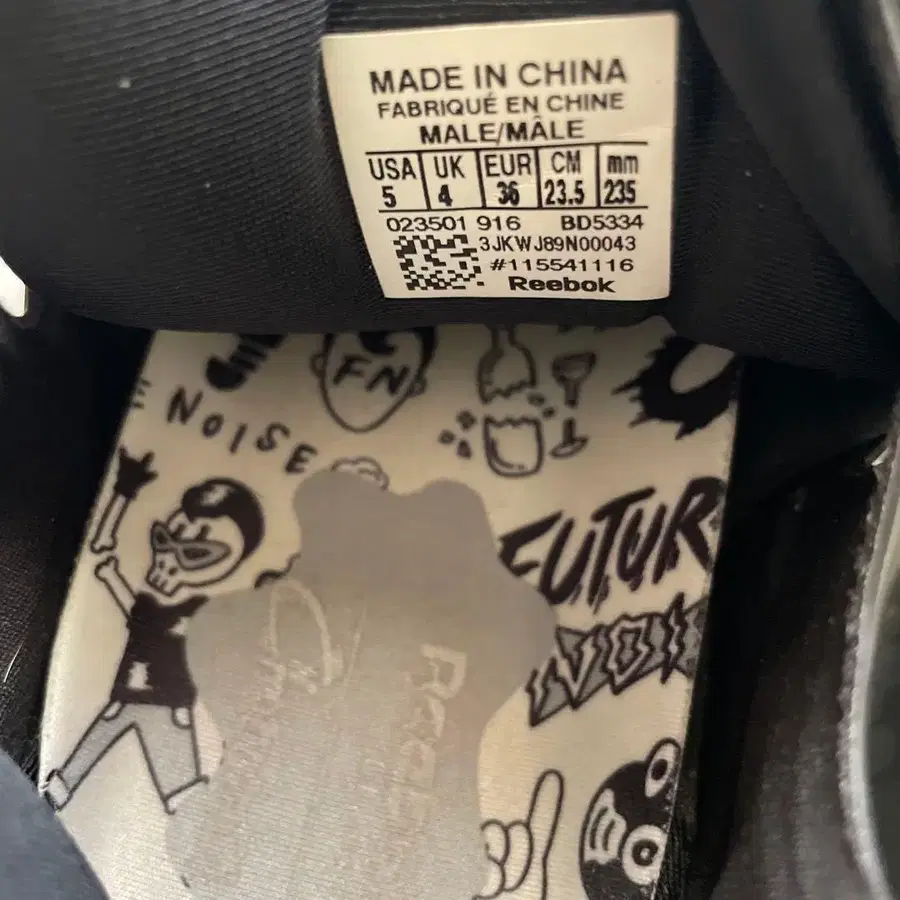 MADE IN CHINA
FABRIQUÉ EN CHINE
MALE/MÂLE
USA UK EUR CM mm
5 4 36 23.5 235
023501 916 BD5334
3JKWJ89N00043
#115541116
Reebok
FN
NOISE
FUTUR
NOI